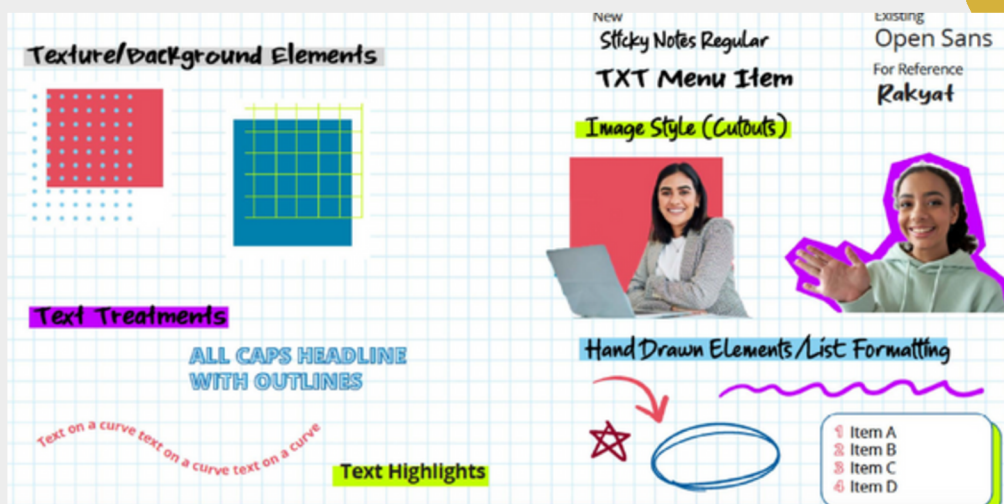 Texture/Background Elements
New
Sticky Notes Regular
TXT Menu Item
Existing
Open Sans
For Reference
Rakyat
Image Style (Cutouts)
Text Treatments
ALL CAPS HEADLINE
WITH OUTLINES
Text on a curve text on a curve text on a curve
Text Highlights
Hand Drawn Elements/List Formatting
1 Item A
2 Item B
3 Item C
4 Item D